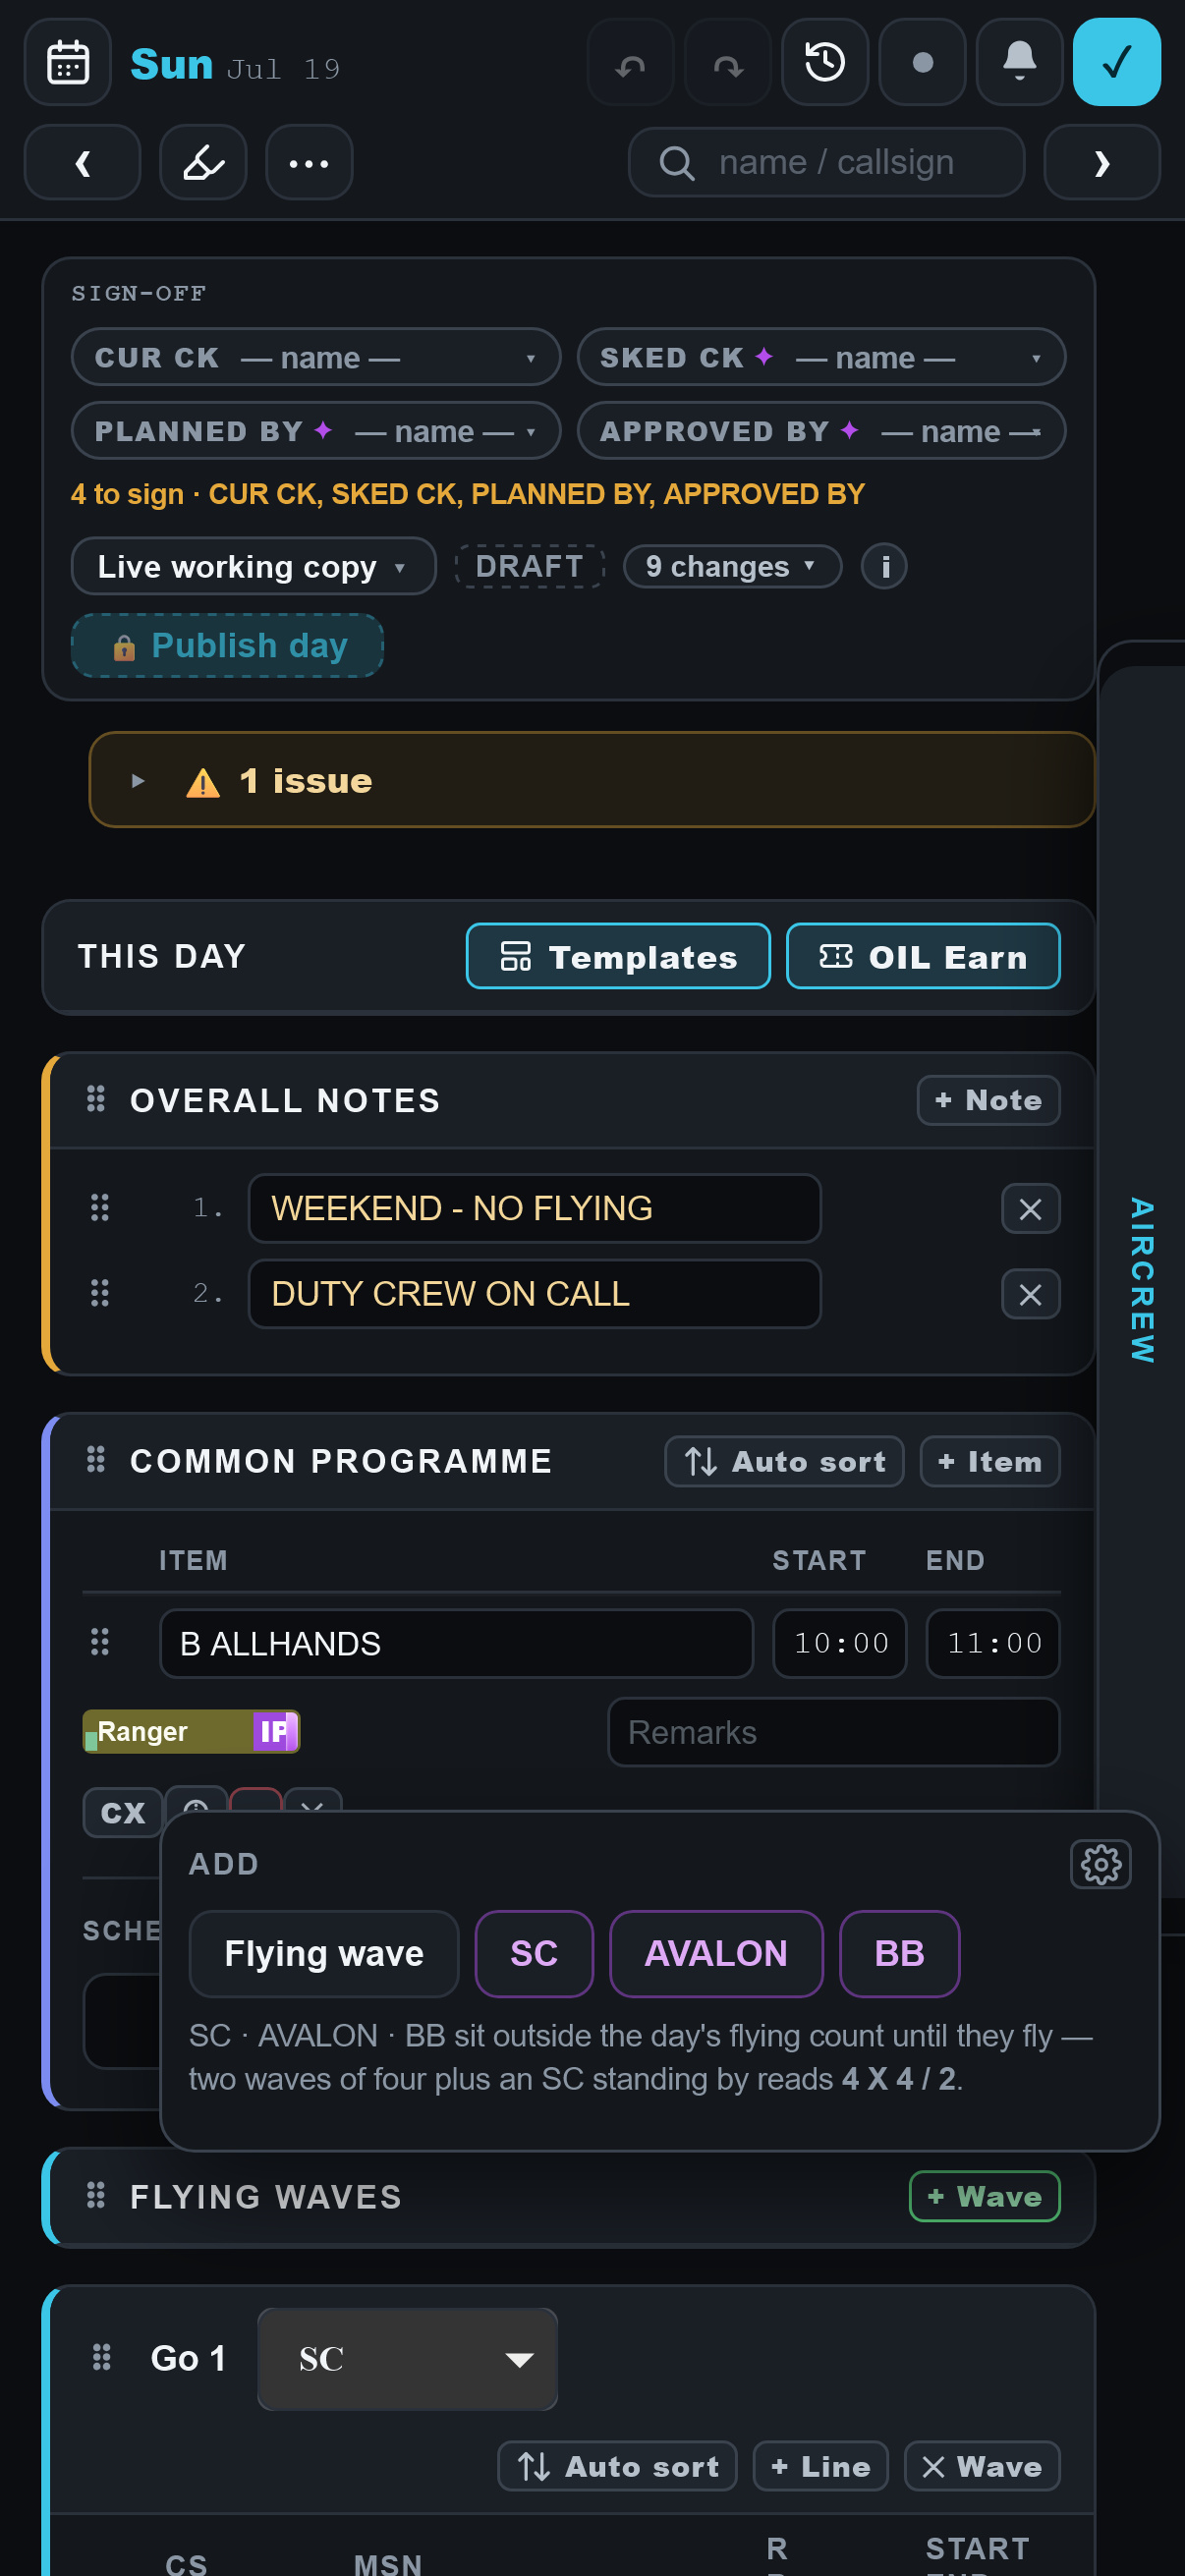 Sun Jul 19
name / callsign
SIGN-OFF
CUR CK — name —
SKED CK ✦ — name —
PLANNED BY ✦ — name —
APPROVED BY ✦ — name —
4 to sign · CUR CK, SKED CK, PLANNED BY, APPROVED BY
Live working copy DRAFT 9 changes i
Publish day
1 issue
THIS DAY Templates OIL Earn
AIRCREW
OVERALL NOTES + Note
1. WEEKEND - NO FLYING
2. DUTY CREW ON CALL
COMMON PROGRAMME Auto sort + Item
ITEM START END
B ALLHANDS 10:00 11:00
Ranger IP Remarks
CX
ADD
SCHE
Flying wave SC AVALON BB
SC · AVALON · BB sit outside the day's flying count until they fly —
two waves of four plus an SC standing by reads 4 X 4 / 2.
FLYING WAVES + Wave
Go 1 SC
Auto sort + Line × Wave
CS MSN R START